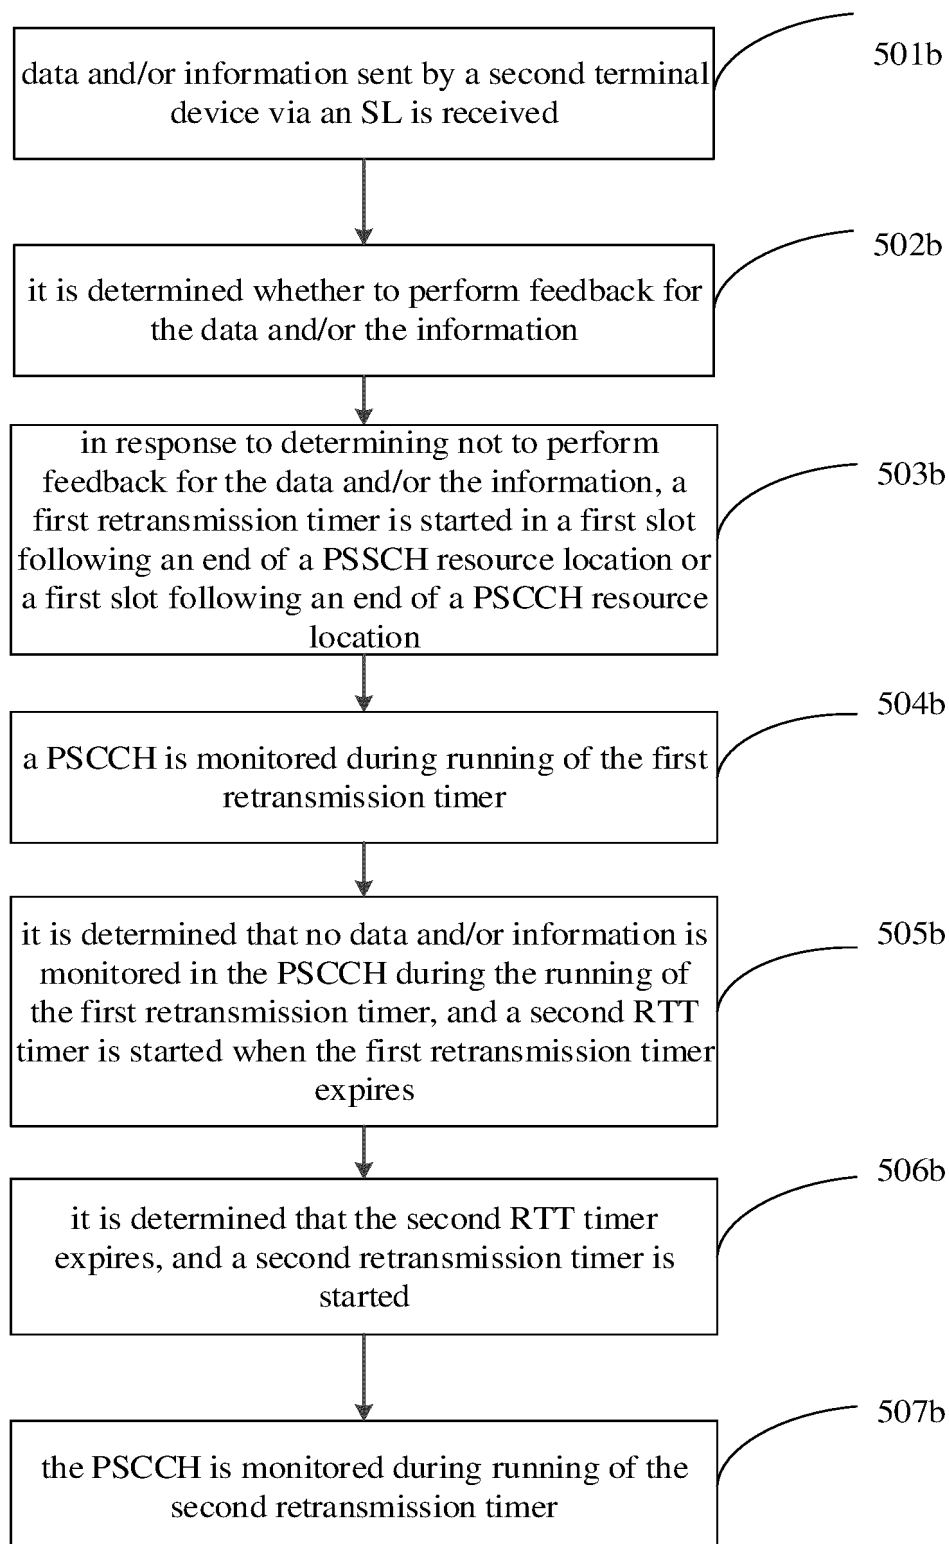 data and/or information sent by a second terminal
device via an SL is received
501b
it is determined whether to perform feedback for
the data and/or the information
502b
in response to determining not to perform
feedback for the data and/or the information, a
first retransmission timer is started in a first slot
following an end of a PSSCH resource location or
a first slot following an end of a PSCCH resource
location
503b
a PSCCH is monitored during running of the first
retransmission timer
504b
it is determined that no data and/or information is
monitored in the PSCCH during the running of
the first retransmission timer, and a second RTT
timer is started when the first retransmission timer
expires
505b
it is determined that the second RTT timer
expires, and a second retransmission timer is
started
506b
the PSCCH is monitored during running of the
second retransmission timer
507b